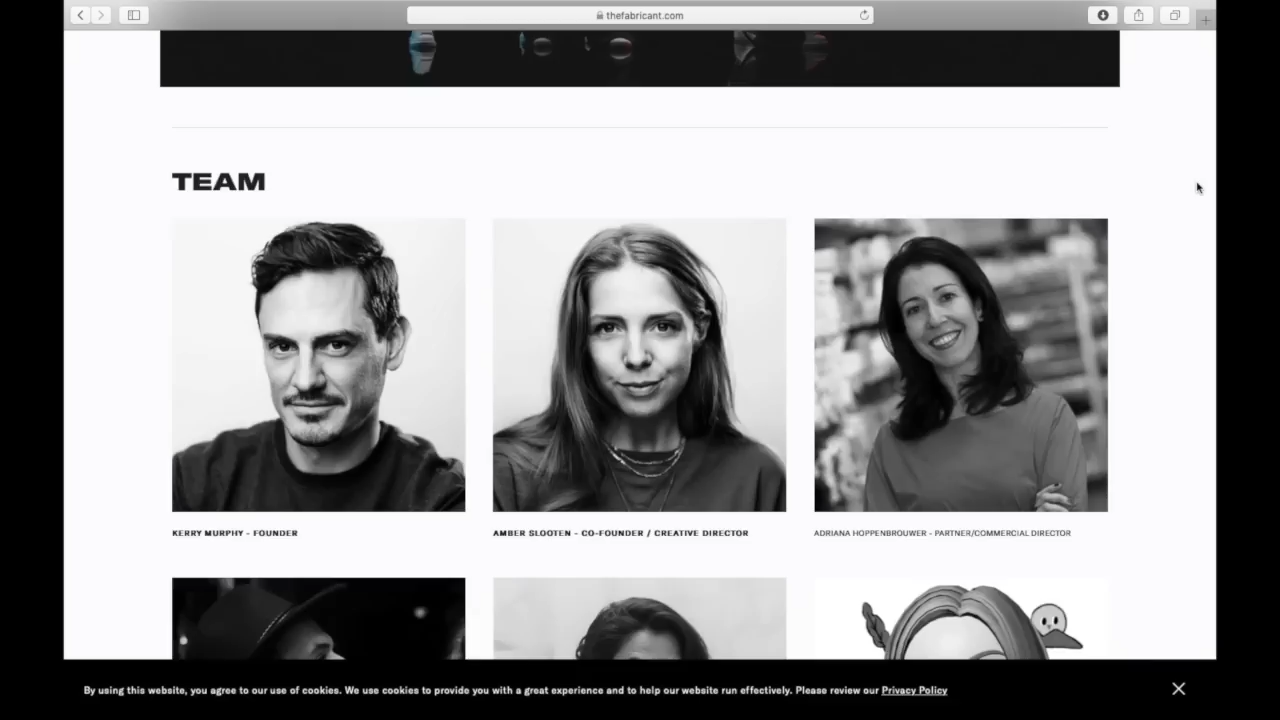 thefabricant.com
TEAM
KERRY MURPHY - FOUNDER
AMBER SLOOTEN - CO-FOUNDER / CREATIVE DIRECTOR
ADRIANA HOPPENBROUWER - PARTNER/COMMERCIAL DIRECTOR
By using this website, you agree to our use of cookies. We use cookies to provide you with a great experience and to help our website run effectively. Please review our Privacy Policy